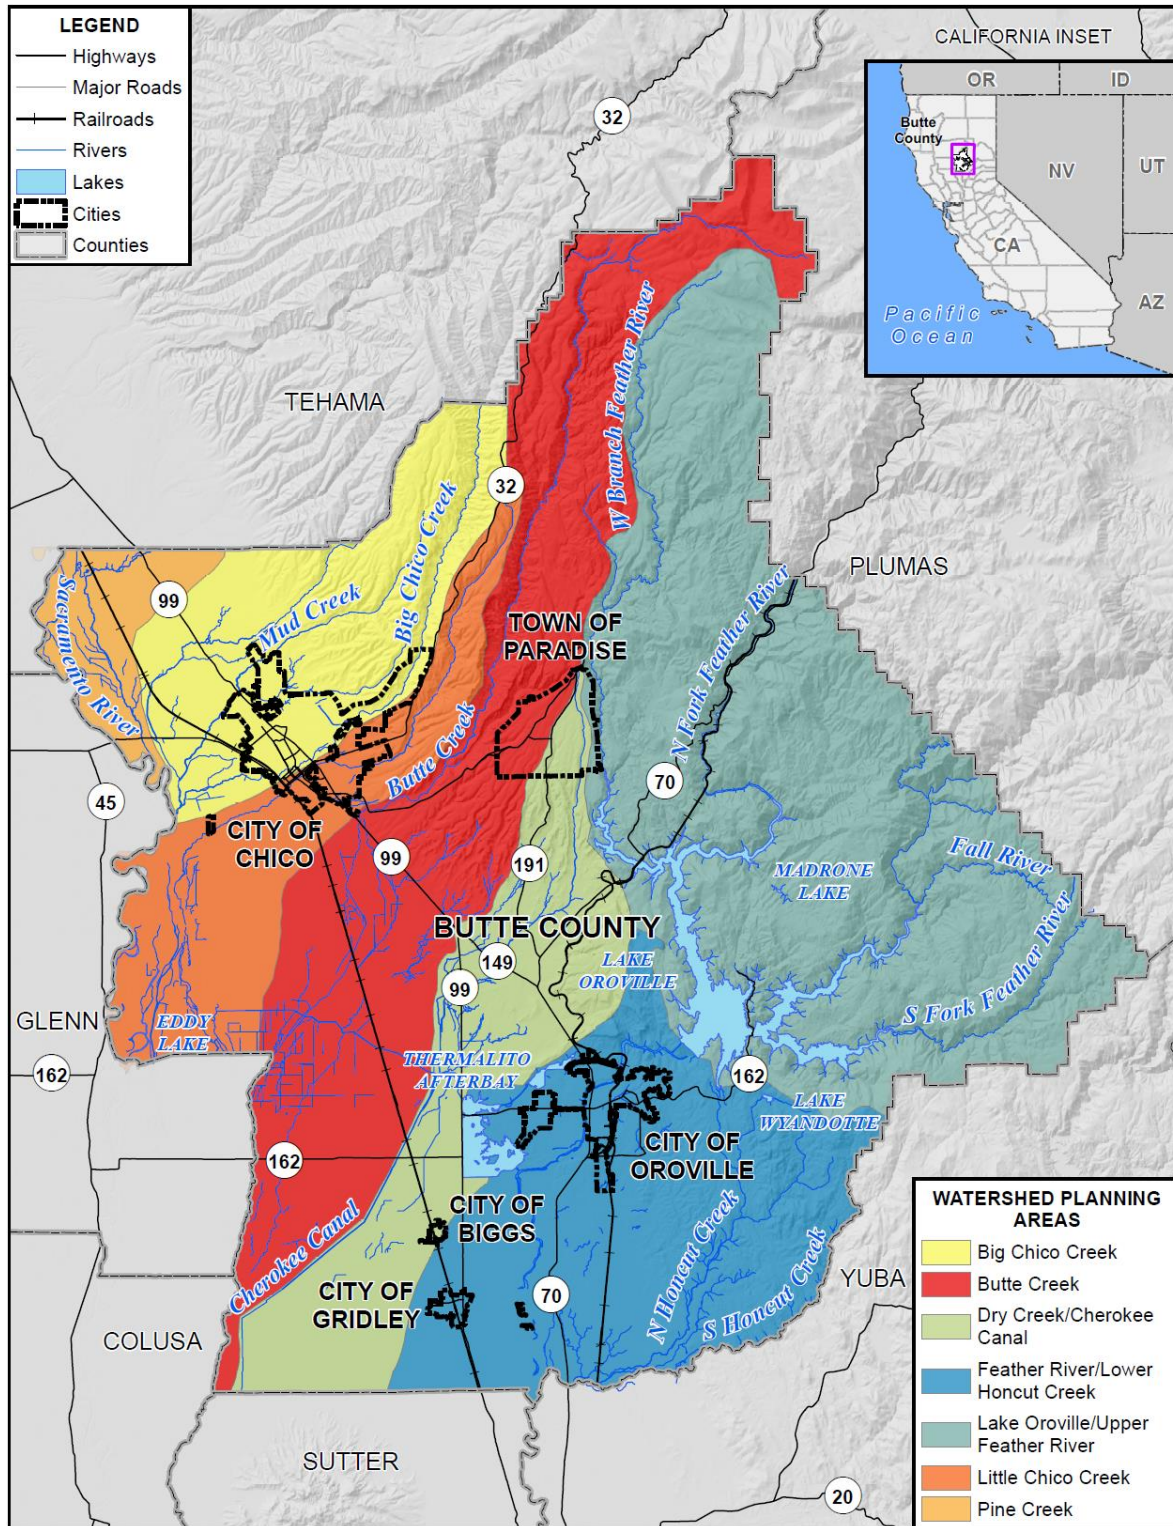 LEGEND
Highways
Major Roads
Railroads
Rivers
Lakes
Cities
Counties
CALIFORNIA INSET
OR
ID
Butte
County
NV
UT
CA
AZ
Pacific
Ocean
32
TEHAMA
32
W Branch Feather River
Big Chico Creek
PLUMAS
99
Mud Creek
Sacramento River
TOWN OF
PARADISE
N Fork Feather River
Butte Creek
70
45
CITY OF
CHICO
99
191
Fall River
MADRONE
LAKE
BUTTE COUNTY
149
LAKE
OROVILLE
99
S Fork Feather River
GLENN
EDDY
LAKE
THERMALITO
AFTERBAY
162
162
LAKE
WYANDOTTE
CITY OF
OROVILLE
162
CITY OF
BIGGS
Cherokee Canal
CITY OF
GRIDLEY
70
N Honcut Creek
S Honcut Creek
YUBA
COLUSA
SUTTER
20
WATERSHED PLANNING
AREAS
Big Chico Creek
Butte Creek
Dry Creek/Cherokee
Canal
Feather River/Lower
Honcut Creek
Lake Oroville/Upper
Feather River
Little Chico Creek
Pine Creek